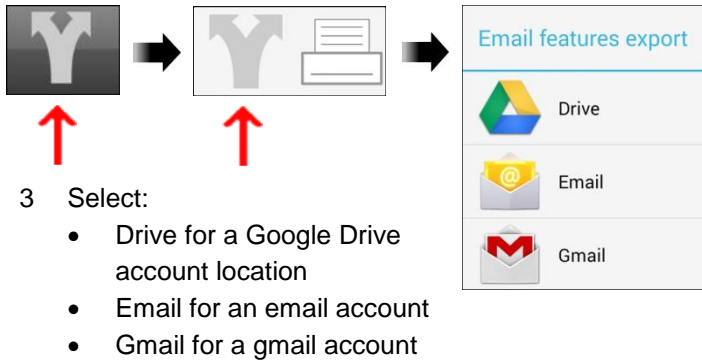 Email features export
Drive
Email
Gmail
3 Select:
• Drive for a Google Drive
account location
• Email for an email account
• Gmail for a gmail account